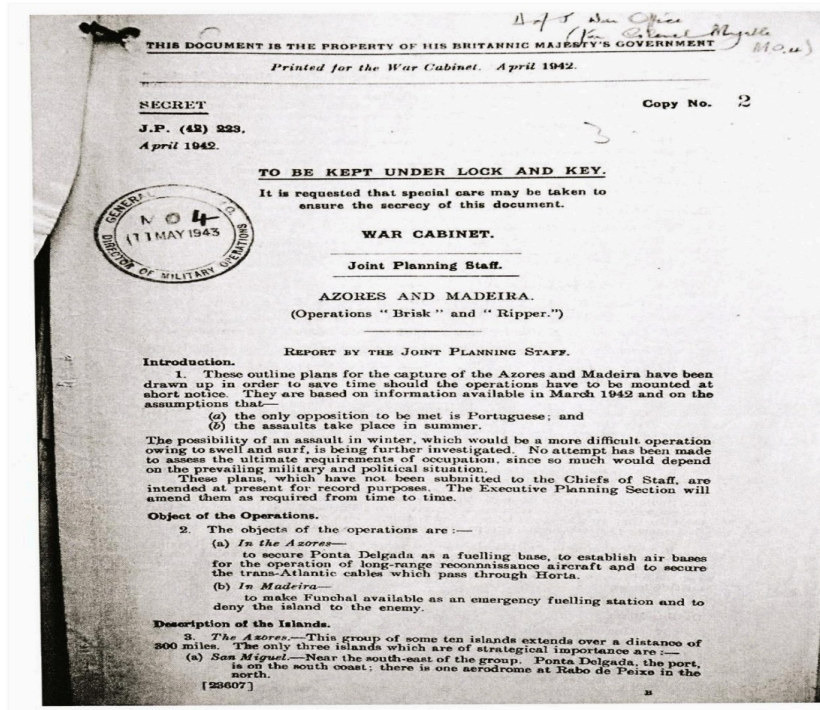 War Office
(for Colonel
M.O.4)
THIS DOCUMENT IS THE PROPERTY OF HIS BRITANNIC MAJESTY'S GOVERNMENT
Printed for the War Cabinet. April 1942.
SECRET
Copy No. 2
J.P. (42) 223.
April 1942.
3
TO BE KEPT UNDER LOCK AND KEY.
It is requested that special care may be taken to
ensure the secrecy of this document.
GENERAL
M O 4
11 MAY 1943
DIRECTOR OF MILITARY OPERATIONS
WAR CABINET.
Joint Planning Staff.
AZORES AND MADEIRA.
(Operations “ Brisk ” and “ Ripper.”)
REPORT BY THE JOINT PLANNING STAFF.
Introduction.
1. These outline plans for the capture of the Azores and Madeira have been
drawn up in order to save time should the operations have to be mounted at
short notice. They are based on information available in March 1942 and on the
assumptions that—
(a) the only opposition to be met is Portuguese; and
(b) the assaults take place in summer.
The possibility of an assault in winter, which would be a more difficult operation
owing to swell and surf, is being further investigated. No attempt has been made
to assess the ultimate requirements of occupation, since so much would depend
on the prevailing military and political situation.
These plans, which have not been submitted to the Chiefs of Staff, are
intended at present for record purposes. The Executive Planning Section will
amend them as required from time to time.
Object of the Operations.
2. The objects of the operations are :—
(a) In the Azores—
to secure Ponta Delgada as a fuelling base, to establish air bases
for the operation of long-range reconnaissance aircraft and to secure
the trans-Atlantic cables which pass through Horta.
(b) In Madeira—
to make Funchal available as an emergency fuelling station and to
deny the island to the enemy.
Description of the Islands.
3. The Azores.—This group of some ten islands extends over a distance of
300 miles. The only three islands which are of strategical importance are :—
(a) San Miguel.—Near the south-east of the group. Ponta Delgada, the port,
is on the south coast; there is one aerodrome at Rabo de Peixe in the
north.
[23607]
B